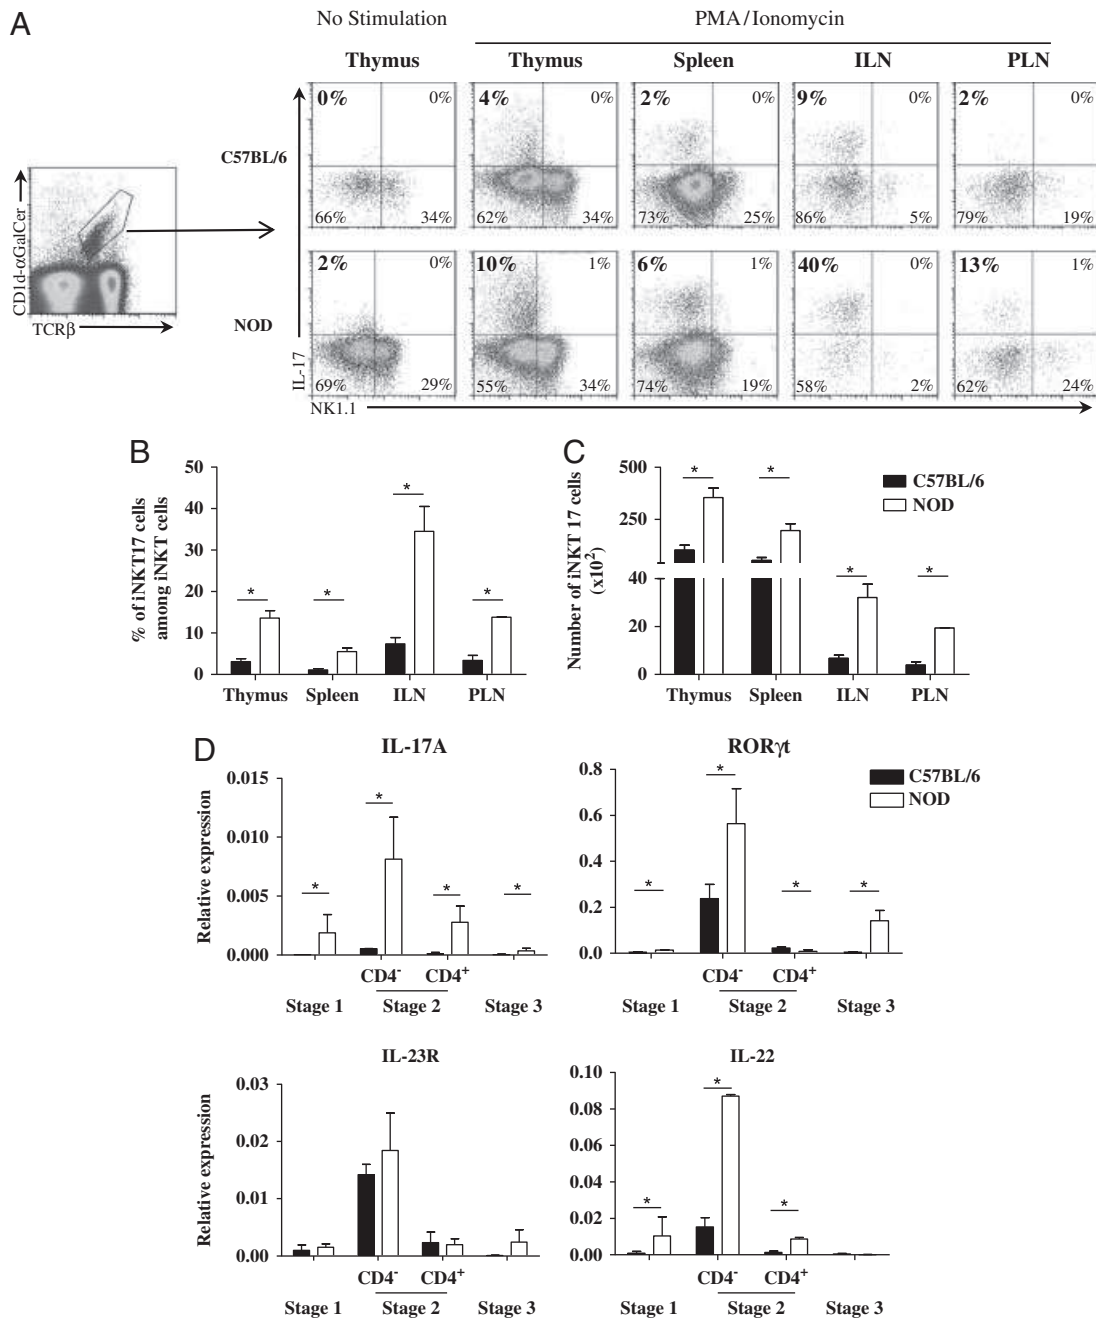 A
No Stimulation
PMA/Ionomycin
Thymus
Thymus
Spleen
ILN
PLN
C57BL/6
0%
0%
66%
34%
4%
0%
62%
34%
2%
0%
73%
25%
9%
0%
86%
5%
2%
0%
79%
19%
CD1d-αGalCer
TCRβ
NOD
2%
0%
69%
29%
10%
1%
55%
34%
6%
1%
74%
19%
40%
0%
58%
2%
13%
1%
62%
24%
IL-17
NK1.1
B
% of iNKT17 cells
among iNKT cells
50
40
30
20
10
0
*
*
*
*
Thymus
Spleen
ILN
PLN
C
Number of iNKT 17 cells
(x10²)
500
250
40
20
0
*
*
*
*
Thymus
Spleen
ILN
PLN
C57BL/6
NOD
D
IL-17A
Relative expression
0.015
0.010
0.005
0.000
*
*
*
*
CD4⁻
CD4⁺
Stage 1
Stage 2
Stage 3
RORγt
0.8
0.6
0.4
0.2
0.0
*
*
*
*
C57BL/6
NOD
CD4⁻
CD4⁺
Stage 1
Stage 2
Stage 3
IL-23R
Relative expression
0.03
0.02
0.01
0.00
CD4⁻
CD4⁺
Stage 1
Stage 2
Stage 3
IL-22
0.10
0.08
0.06
0.04
0.02
0.00
*
*
*
CD4⁻
CD4⁺
Stage 1
Stage 2
Stage 3